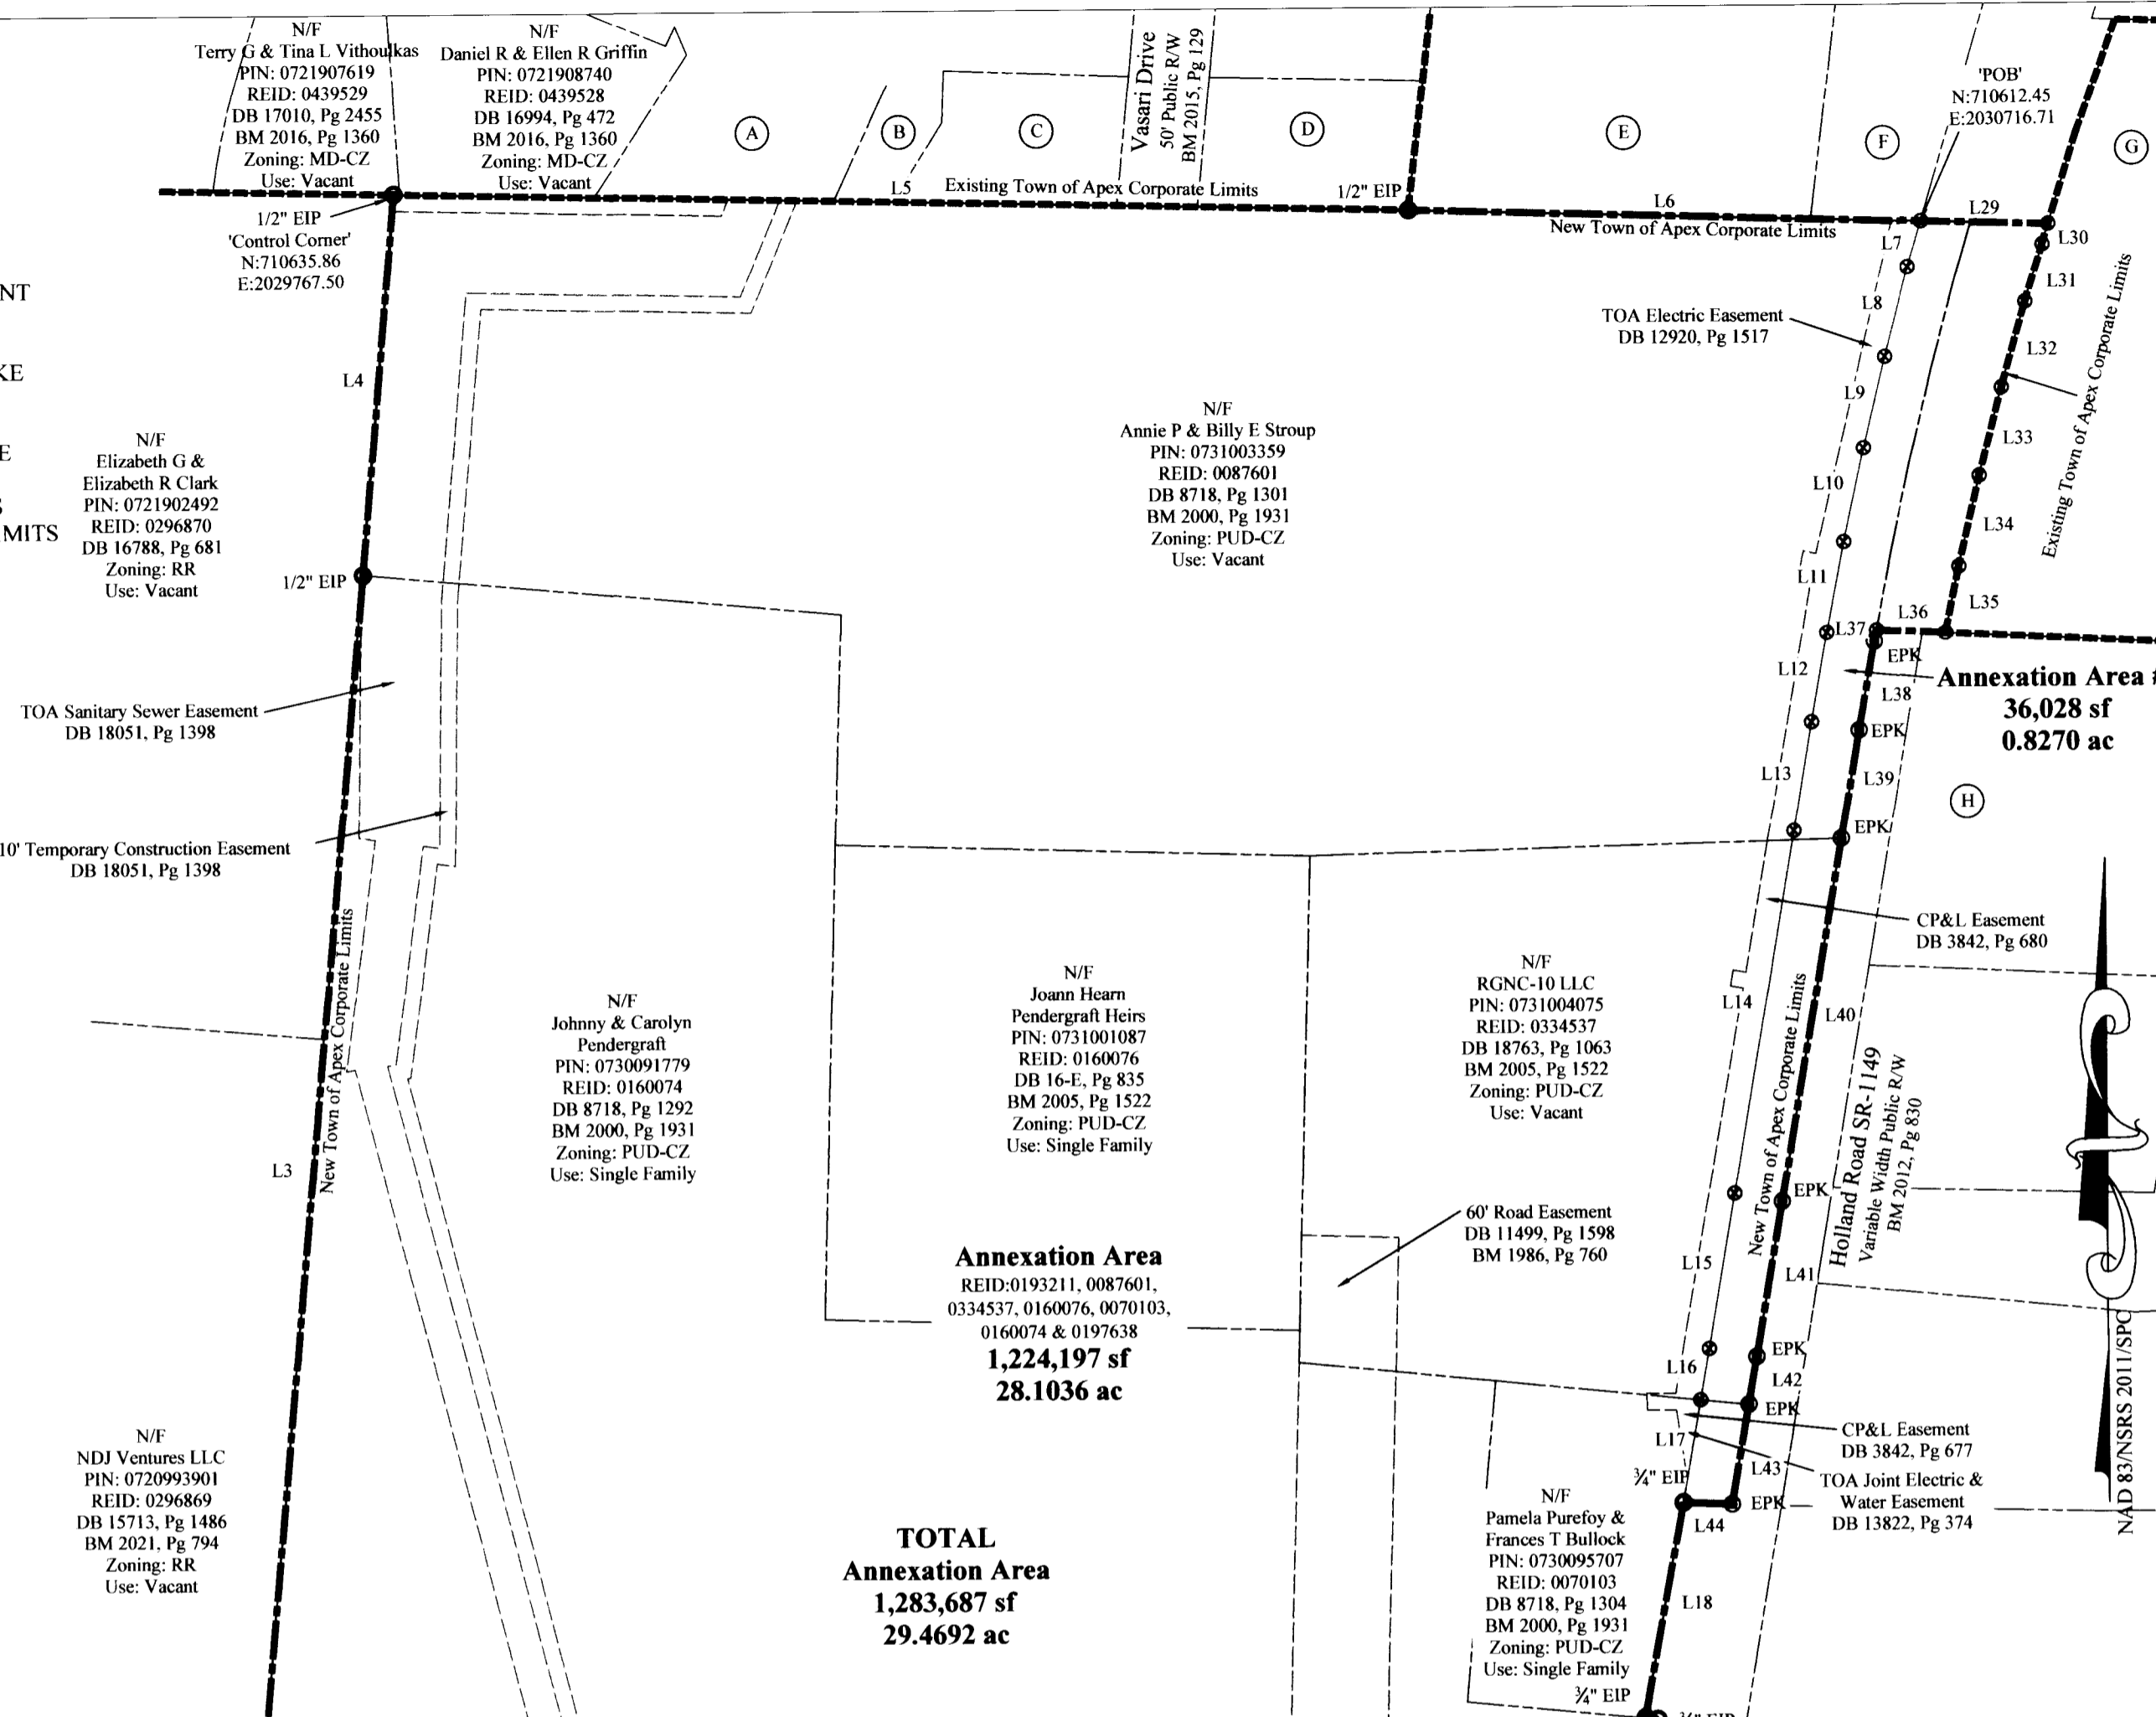 N/F
Terry G & Tina L Vithoulkas
PIN: 0721907619
REID: 0439529
DB 17010, Pg 2455
BM 2016, Pg 1360
Zoning: MD-CZ
Use: Vacant
N/F
Daniel R & Ellen R Griffin
PIN: 0721908740
REID: 0439528
DB 16994, Pg 472
BM 2016, Pg 1360
Zoning: MD-CZ
Use: Vacant
A
B
C
Vasari Drive
50' Public R/W
BM 2015, Pg 129
D
E
F
'POB'
N:710612.45
E:2030716.71
G
1/2" EIP
'Control Corner'
N:710635.86
E:2029767.50
L5
Existing Town of Apex Corporate Limits
1/2" EIP
L6
New Town of Apex Corporate Limits
L29
L7
L30
L31
L8
L32
L9
L33
L10
L34
L11
L35
L36
L37
EPK
L12
L38
EPK
L13
L39
EPK
Existing Town of Apex Corporate Limits
TOA Electric Easement
DB 12920, Pg 1517
NT
KE
E
S
MITS
L4
N/F
Elizabeth G &
Elizabeth R Clark
PIN: 0721902492
REID: 0296870
DB 16788, Pg 681
Zoning: RR
Use: Vacant
1/2" EIP
N/F
Annie P & Billy E Stroup
PIN: 0731003359
REID: 0087601
DB 8718, Pg 1301
BM 2000, Pg 1931
Zoning: PUD-CZ
Use: Vacant
Annexation Area
36,028 sf
0.8270 ac
H
TOA Sanitary Sewer Easement
DB 18051, Pg 1398
10' Temporary Construction Easement
DB 18051, Pg 1398
New Town of Apex Corporate Limits
L3
CP&L Easement
DB 3842, Pg 680
N/F
Johnny & Carolyn
Pendergraft
PIN: 0730091779
REID: 0160074
DB 8718, Pg 1292
BM 2000, Pg 1931
Zoning: PUD-CZ
Use: Single Family
N/F
Joann Hearn
Pendergraft Heirs
PIN: 0731001087
REID: 0160076
DB 16-E, Pg 835
BM 2005, Pg 1522
Zoning: PUD-CZ
Use: Single Family
N/F
RGNC-10 LLC
PIN: 0731004075
REID: 0334537
DB 18763, Pg 1063
BM 2005, Pg 1522
Zoning: PUD-CZ
Use: Vacant
L14
L40
New Town of Apex Corporate Limits
Holland Road SR-1149
Variable Width Public R/W
BM 2012, Pg 830
EPK
60' Road Easement
DB 11499, Pg 1598
BM 1986, Pg 760
L15
L41
Annexation Area
REID:0193211, 0087601,
0334537, 0160076, 0070103,
0160074 & 0197638
1,224,197 sf
28.1036 ac
EPK
L16
L42
EPK
CP&L Easement
DB 3842, Pg 677
L17
L43
3/4" EIP
EPK
L44
TOA Joint Electric &
Water Easement
DB 13822, Pg 374
NAD 83/NSRS 2011/SPC
N/F
NDJ Ventures LLC
PIN: 0720993901
REID: 0296869
DB 15713, Pg 1486
BM 2021, Pg 794
Zoning: RR
Use: Vacant
TOTAL
Annexation Area
1,283,687 sf
29.4692 ac
N/F
Pamela Purefoy &
Frances T Bullock
PIN: 0730095707
REID: 0070103
DB 8718, Pg 1304
BM 2000, Pg 1931
Zoning: PUD-CZ
Use: Single Family
L18
3/4" EIP